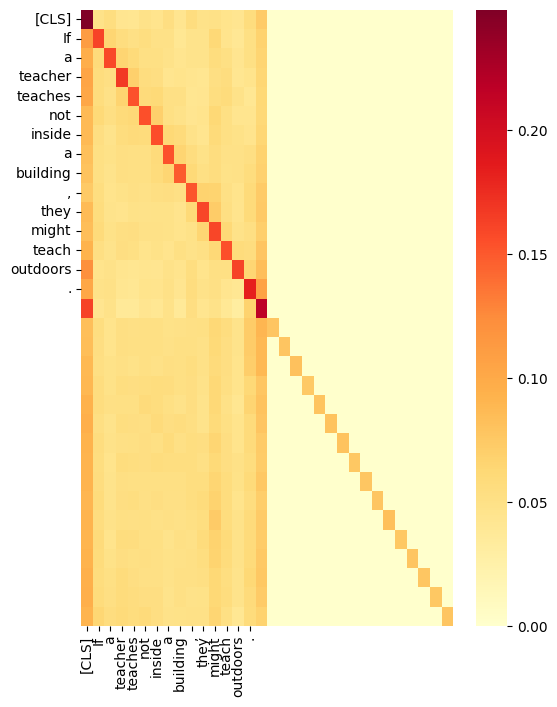 [CLS]
If
a
teacher
teaches
not
inside
a
building
,
they
might
teach
outdoors
.
0.20
0.15
0.10
0.05
0.00
[CLS]
If
a
teacher
teaches
not
inside
a
building
,
they
might
teach
outdoors
.